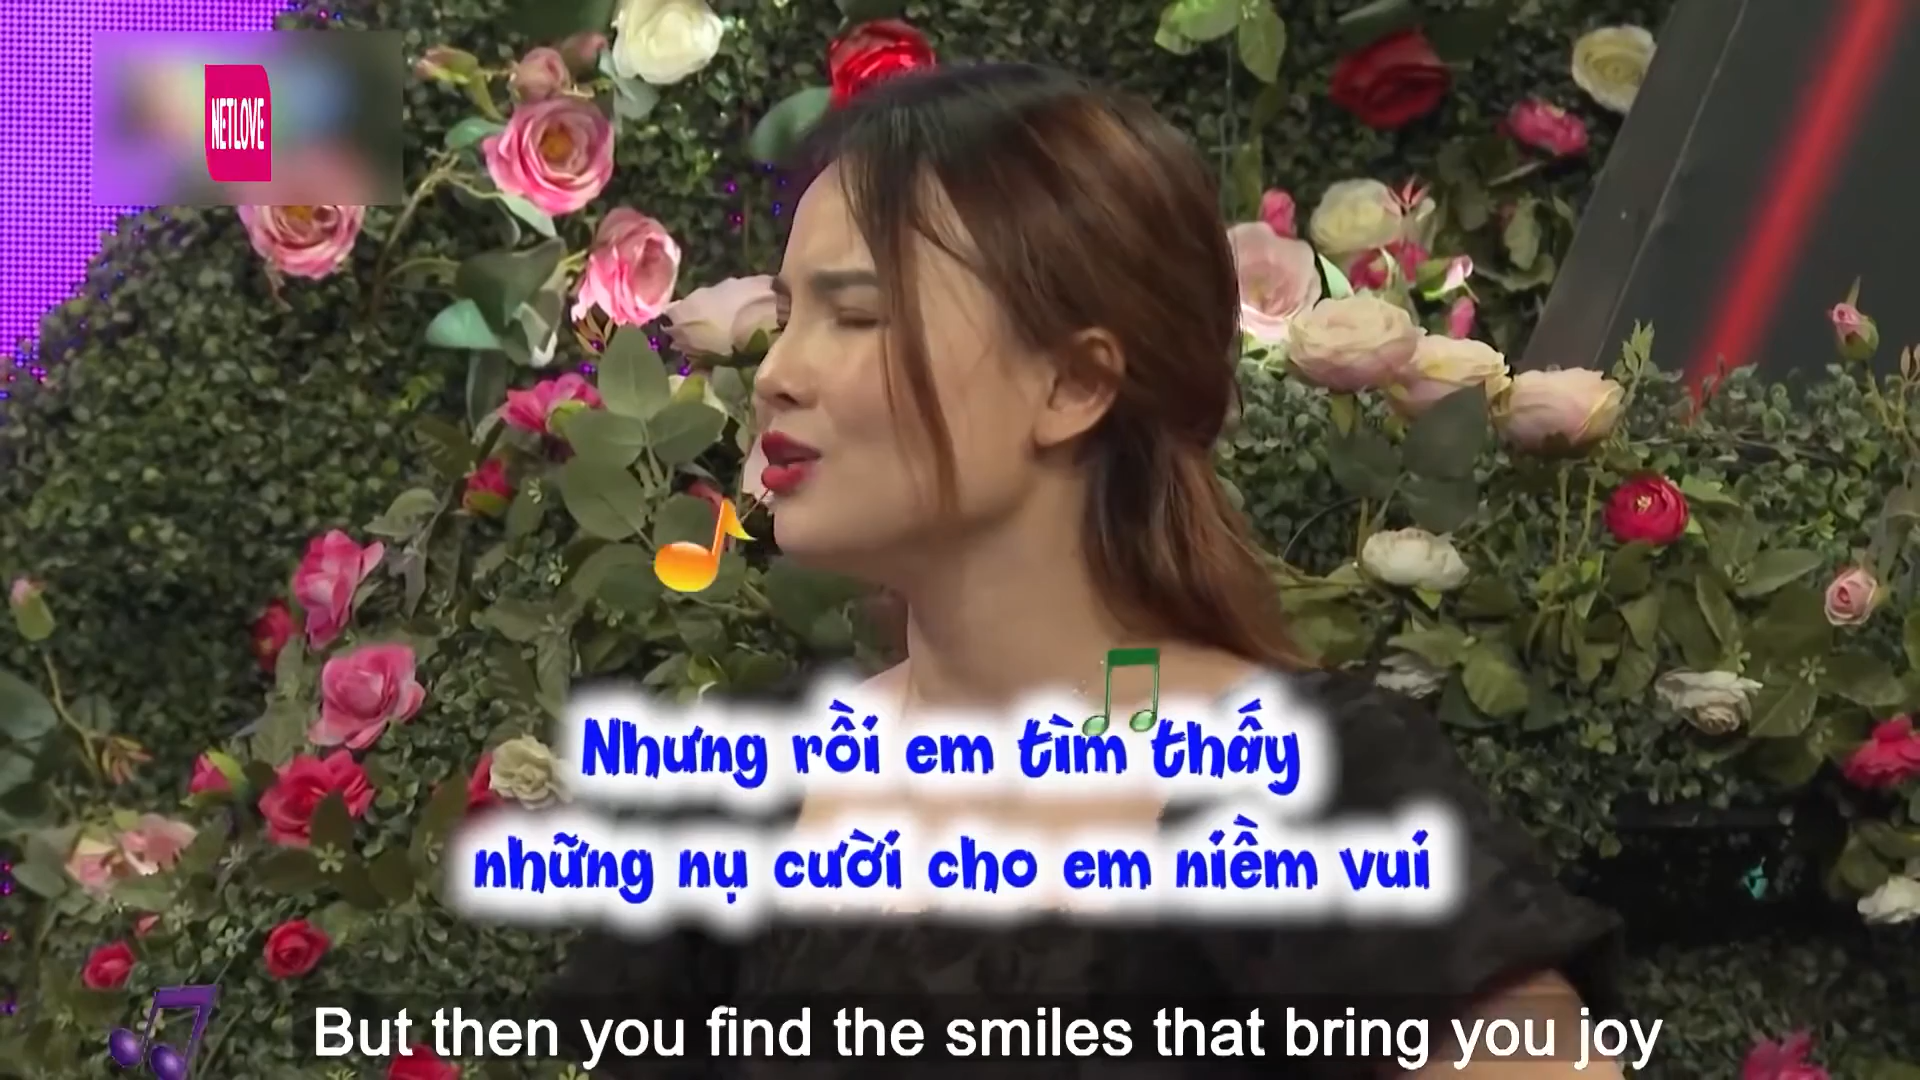 NETLOVE
Nhưng rồi em tìm thấy
những nụ cười cho em niềm vui
But then you find the smiles that bring you joy